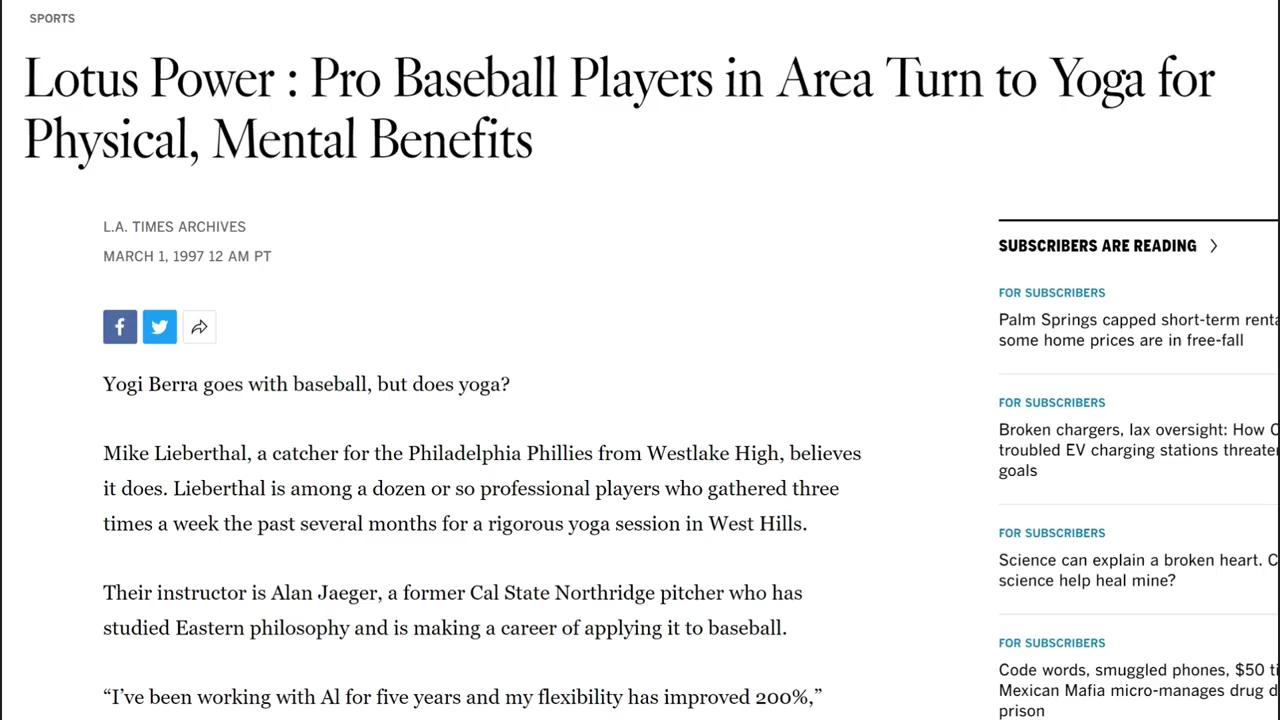 SPORTS
Lotus Power : Pro Baseball Players in Area Turn to Yoga for
Physical, Mental Benefits
L.A. TIMES ARCHIVES
MARCH 1, 1997 12 AM PT
Yogi Berra goes with baseball, but does yoga?
Mike Lieberthal, a catcher for the Philadelphia Phillies from Westlake High, believes
it does. Lieberthal is among a dozen or so professional players who gathered three
times a week the past several months for a rigorous yoga session in West Hills.
Their instructor is Alan Jaeger, a former Cal State Northridge pitcher who has
studied Eastern philosophy and is making a career of applying it to baseball.
“I’ve been working with Al for five years and my flexibility has improved 200%,”
SUBSCRIBERS ARE READING
FOR SUBSCRIBERS
Palm Springs capped short-term
some home prices are in free-fall
FOR SUBSCRIBERS
Broken chargers, lax oversight: How
troubled EV charging stations
goals
FOR SUBSCRIBERS
Science can explain a broken heart.
science help heal mine?
FOR SUBSCRIBERS
Code words, smuggled phones, $50
Mexican Mafia micro-manages drug
prison